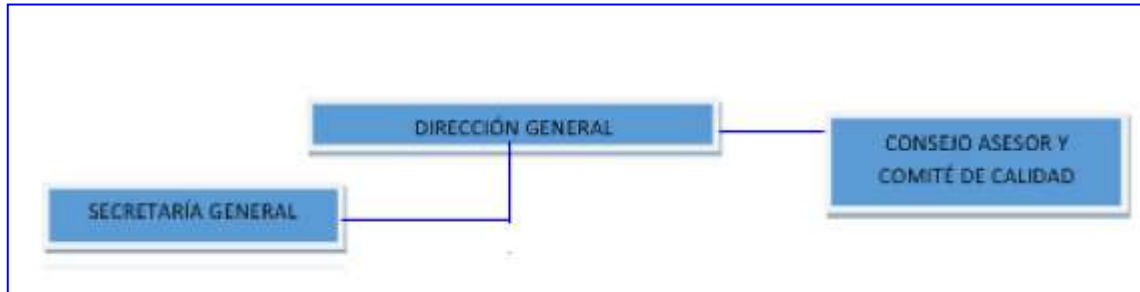 DIRECCIÓN GENERAL
CONSEJO ASESOR Y
COMITÉ DE CALIDAD
SECRETARÍA GENERAL